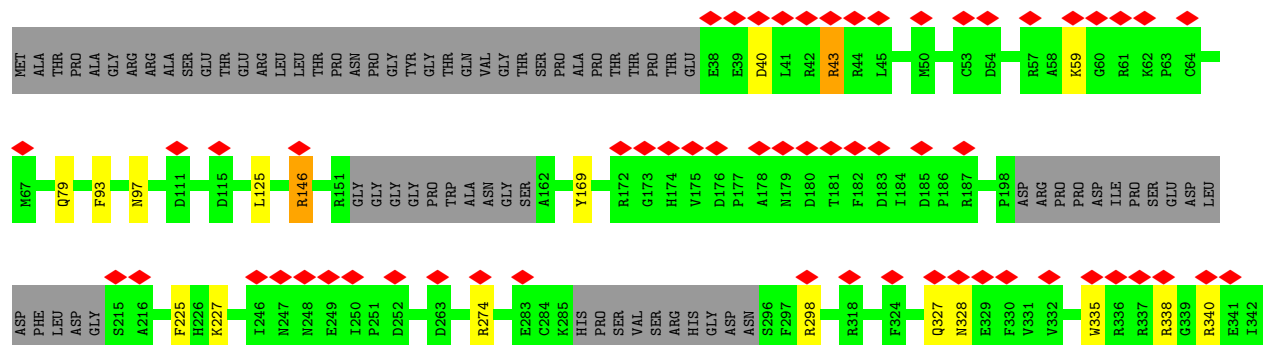 MET ALA THR PRO ALA GLY ARG ARG ALA SER GLU THR GLU ARG LEU LEU THR PRO ASN PRO GLY TYR GLY THR GLN VAL GLY THR SER PRO ALA PRO THR THR PRO THR GLU E38 E39 D40 L41 R42 R43 R44 L45 M50 C53 D54 R57 A58 K59 G60 R61 K62 P63 C64
M67 Q79 F93 N97 D111 D115 L125 R146 R151 GLY GLY GLY GLY PRO TRP ALA ASN GLY SER A162 Y169 R172 G173 H174 V175 D176 P177 A178 N179 D180 T181 F182 D183 I184 D185 P186 R187 P198 ASP ARG PRO PRO ASP ILE PRO SER GLU ASP LEU
ASP PHE LEU ASP GLY S215 A216 F225 H226 K227 I246 N247 N248 E249 I250 P251 D252 D263 R274 E283 C284 K285 HIS PRO SER VAL SER ARG HIS GLY ASP ASN S296 F297 R298 R318 F324 Q327 N328 E329 F330 V331 V332 W335 R336 R337 R338 G339 R340 E341 I342